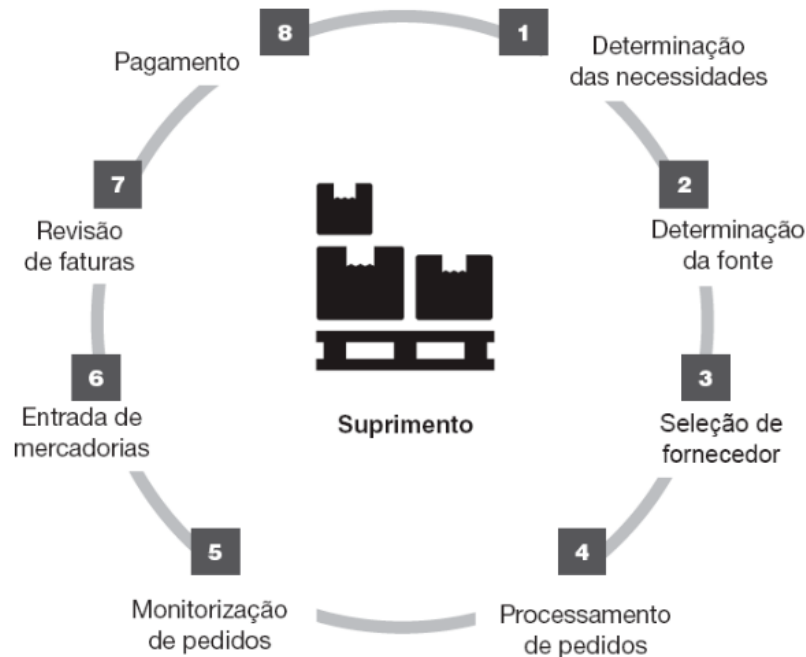 1
Determinação
das necessidades
2
Determinação
da fonte
3
Seleção de
fornecedor
4
Processamento
de pedidos
5
Monitorização
de pedidos
6
Entrada de
mercadorias
7
Revisão
de faturas
8
Pagamento
Suprimento